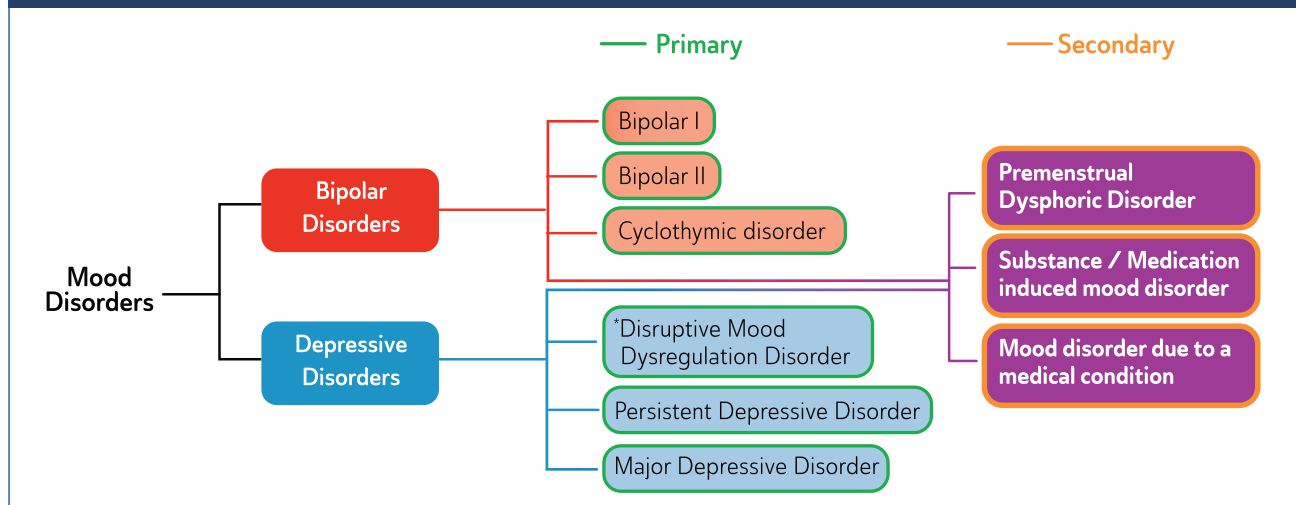 Primary
Secondary
Bipolar I
Bipolar II
Cyclothymic disorder
Bipolar
Disorders
Mood
Disorders
Depressive
Disorders
*Disruptive Mood
Dysregulation Disorder
Persistent Depressive Disorder
Major Depressive Disorder
Premenstrual
Dysphoric Disorder
Substance / Medication
induced mood disorder
Mood disorder due to a
medical condition